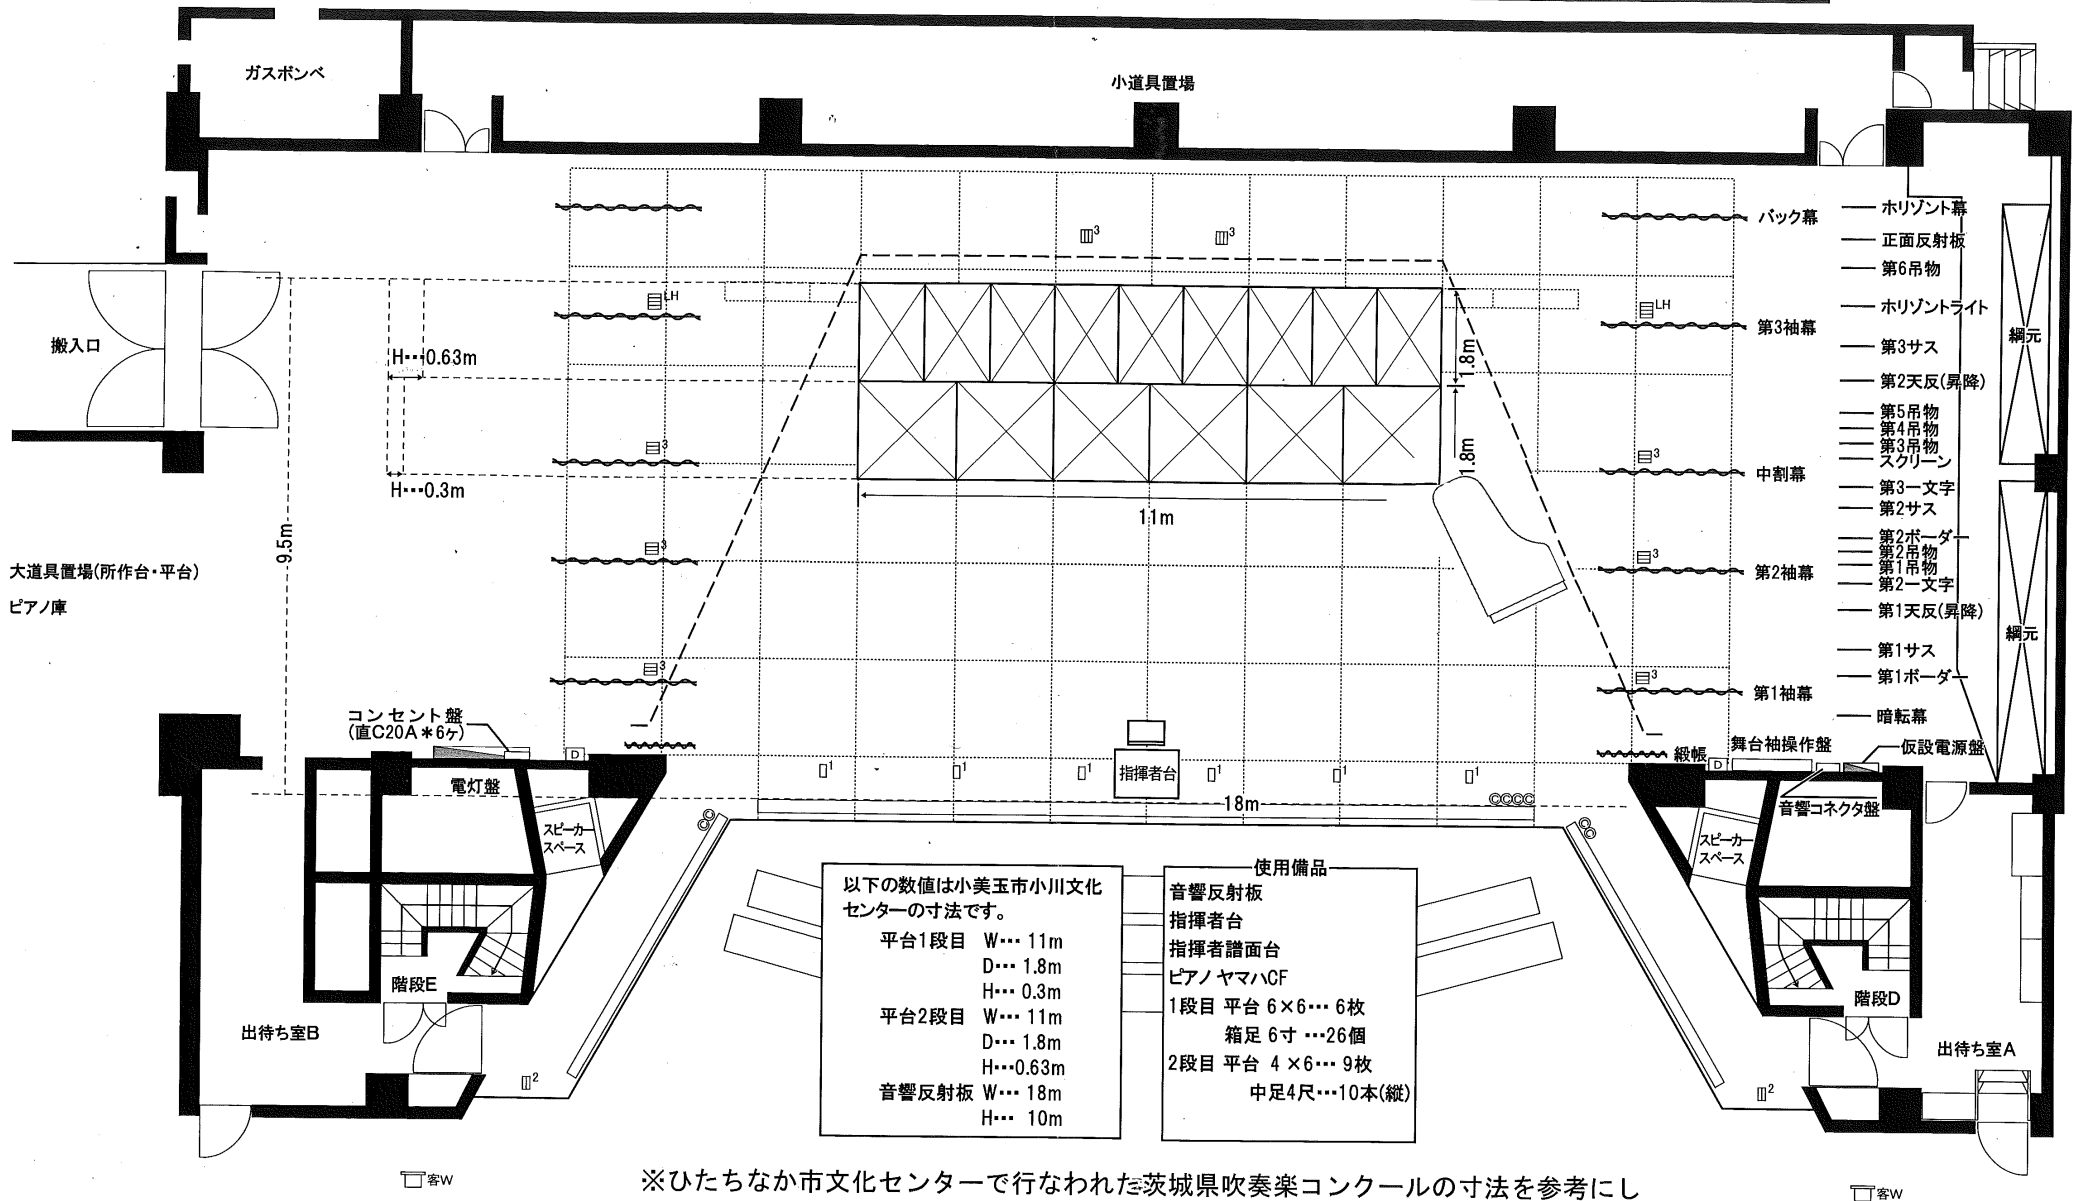 ガスボンベ
小道具置場
搬入口
大道具置場(所作台・平台)
ピアノ庫
9.5m
H…0.63m
H…0.3m
3
3
LH
LH
3
3
3
3
3
3
1.8m
1.8m
11m
バック幕
第3袖幕
中割幕
第2袖幕
第1袖幕
緞帳
ホリゾント幕
正面反射板
第6吊物
ホリゾントライト
第3サス
第2天反(昇降)
第5吊物
第4吊物
第3吊物
スクリーン
第3一文字
第2サス
第2ボーダー
第2吊物
第1吊物
第2一文字
第1天反(昇降)
第1サス
第1ボーダー
暗転幕
綱元
綱元
コンセント盤
(直C20A*6ケ)
D
電灯盤
スピーカー
スペース
1
1
1
指揮者台
1
1
1
18m
D
舞台袖操作盤
仮設電源盤
音響コネクタ盤
スピーカー
スペース
階段E
出待ち室B
2
階段D
出待ち室A
2
以下の数値は小美玉市小川文化
センターの寸法です。
平台1段目 W… 11m
D… 1.8m
H… 0.3m
平台2段目 W… 11m
D… 1.8m
H…0.63m
音響反射板 W… 18m
H… 10m
使用備品
音響反射板
指揮者台
指揮者譜面台
ピアノ ヤマハCF
1段目 平台 6×6… 6枚
箱足 6寸 …26個
2段目 平台 4×6… 9枚
中足4尺…10本(縦)
客W
客W
※ひたちなか市文化センターで行なわれた茨城県吹奏楽コンクールの寸法を参考にし